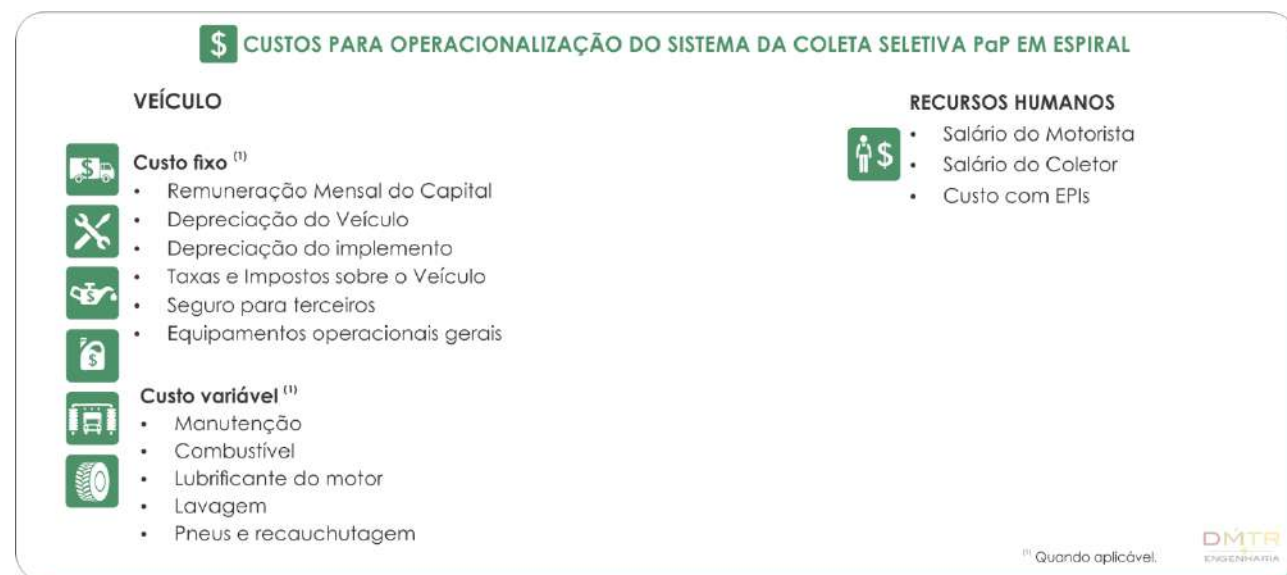 $ CUSTOS PARA OPERACIONALIZAÇÃO DO SISTEMA DA COLETA SELETIVA PaP EM ESPIRAL
VEÍCULO
Custo fixo (1)
• Remuneração Mensal do Capital
• Depreciação do Veículo
• Depreciação do implemento
• Taxas e Impostos sobre o Veículo
• Seguro para terceiros
• Equipamentos operacionais gerais
Custo variável (1)
• Manutenção
• Combustível
• Lubrificante do motor
• Lavagem
• Pneus e recauchutagem
RECURSOS HUMANOS
• Salário do Motorista
• Salário do Coletor
• Custo com EPIs
(1) Quando aplicável.
DMTR
ENGENHARIA